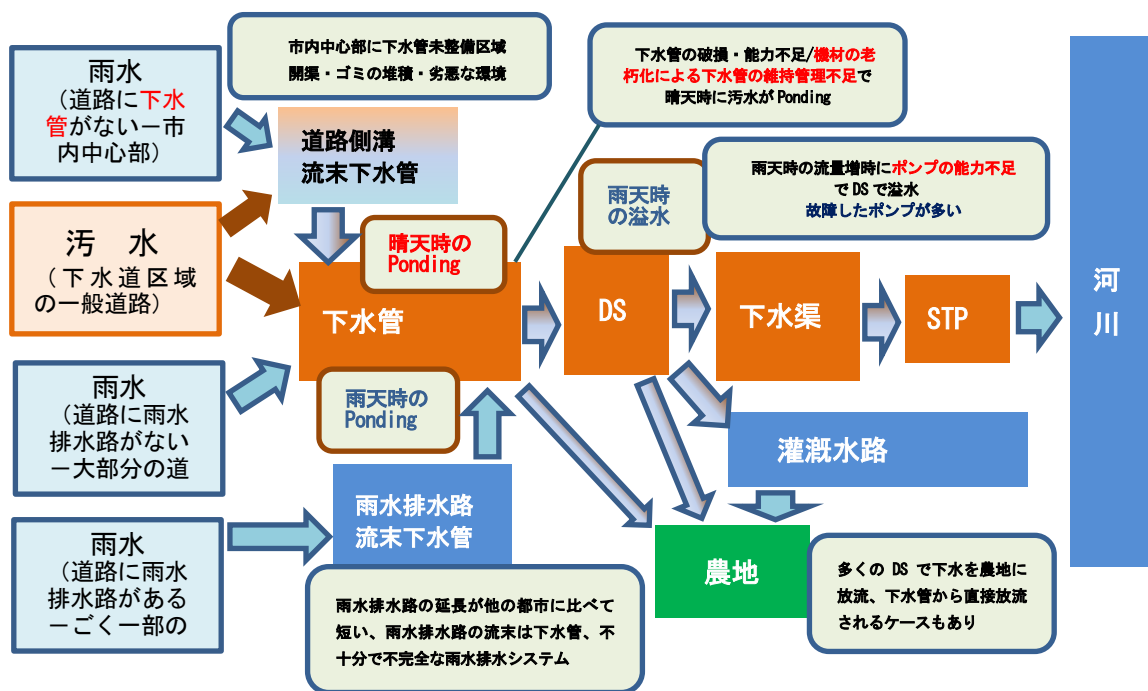 雨水
（道路に下水
管がない－市
内中心部）
市内中心部に下水管未整備区域
開渠・ゴミの堆積・劣悪な環境
下水管の破損・能力不足/機材の老
朽化による下水管の維持管理不足で
晴天時に汚水がPonding
道路側溝
流末下水管
雨天時
の溢水
雨天時の流量増時にポンプの能力不足
で DS で溢水
故障したポンプが多い
汚　水
（下水道区域
の一般道路）
晴天時の
Ponding
下水管
DS
下水渠
STP
河
川
雨水
（道路に雨水
排水路がない
－大部分の道
雨天時の
Ponding
灌漑水路
雨水排水路
流末下水管
雨水
（道路に雨水
排水路がある
－ごく一部の
農地
多くの DS で下水を農地に
放流、下水管から直接放流
されるケースもあり
雨水排水路の延長が他の都市に比べて
短い、雨水排水路の流末は下水管、不
十分で不完全な雨水排水システム